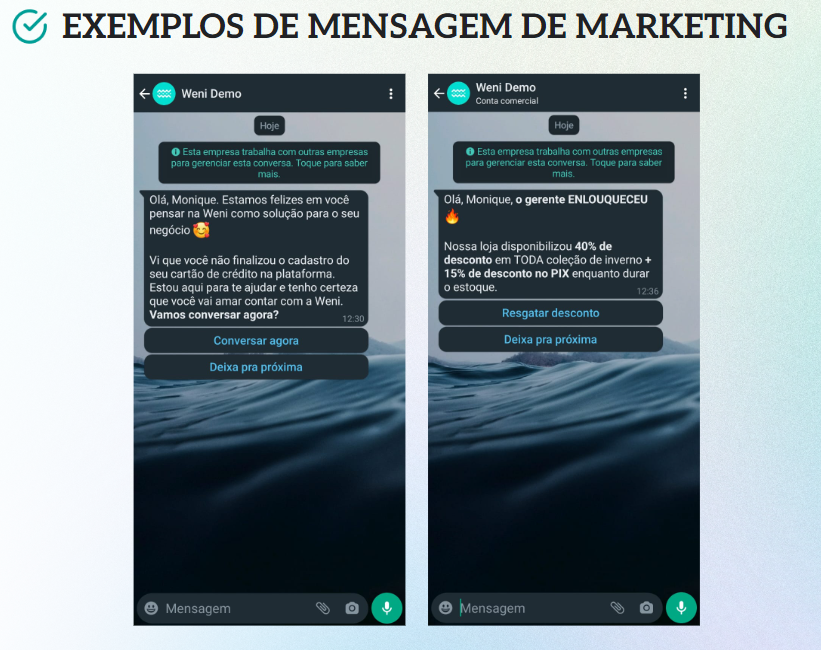 EXEMPLOS DE MENSAGEM DE MARKETING
Weni Demo
Hoje
Esta empresa trabalha com outras empresas
para gerenciar esta conversa. Toque para saber
mais.
Olá, Monique. Estamos felizes em você
pensar na Weni como solução para o seu
negócio 🥰
Vi que você não finalizou o cadastro do
seu cartão de crédito na plataforma.
Estou aqui para te ajudar e tenho certeza
que você vai amar contar com a Weni.
Vamos conversar agora?
12:30
Conversar agora
Deixa pra próxima
Mensagem
Weni Demo
Conta comercial
Hoje
Esta empresa trabalha com outras empresas
para gerenciar esta conversa. Toque para saber
mais.
Olá, Monique, o gerente ENLOUQUECEU
🔥
Nossa loja disponibilizou 40% de
desconto em TODA coleção de inverno +
15% de desconto no PIX enquanto durar
o estoque.
12:36
Resgatar desconto
Deixa pra próxima
Mensagem